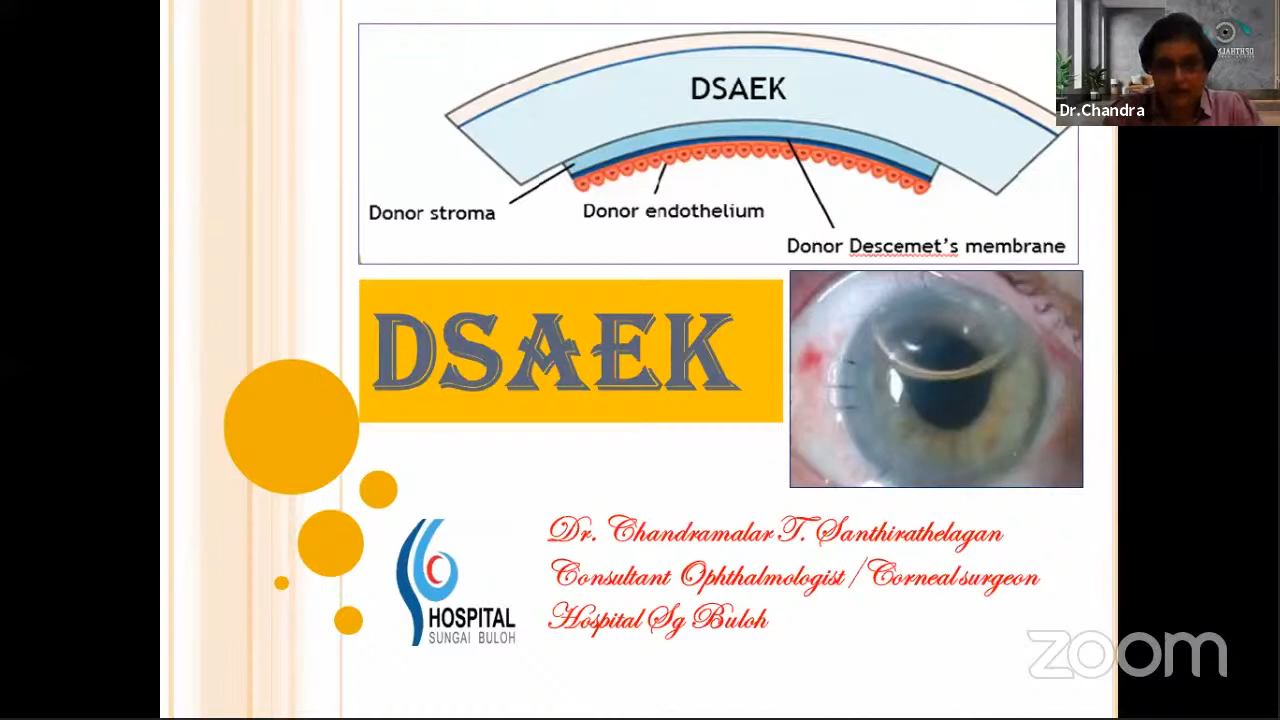 DSAEK
Dr.Chandra
Donor stroma
Donor endothelium
Donor Descemet's membrane
DSAEK
Dr. Chandramalar T. Santhirathelagan
Consultant Ophthalmologist / Corneal surgeon
Hospital Sg Buloh
HOSPITAL
SUNGAI BULOH
zoom